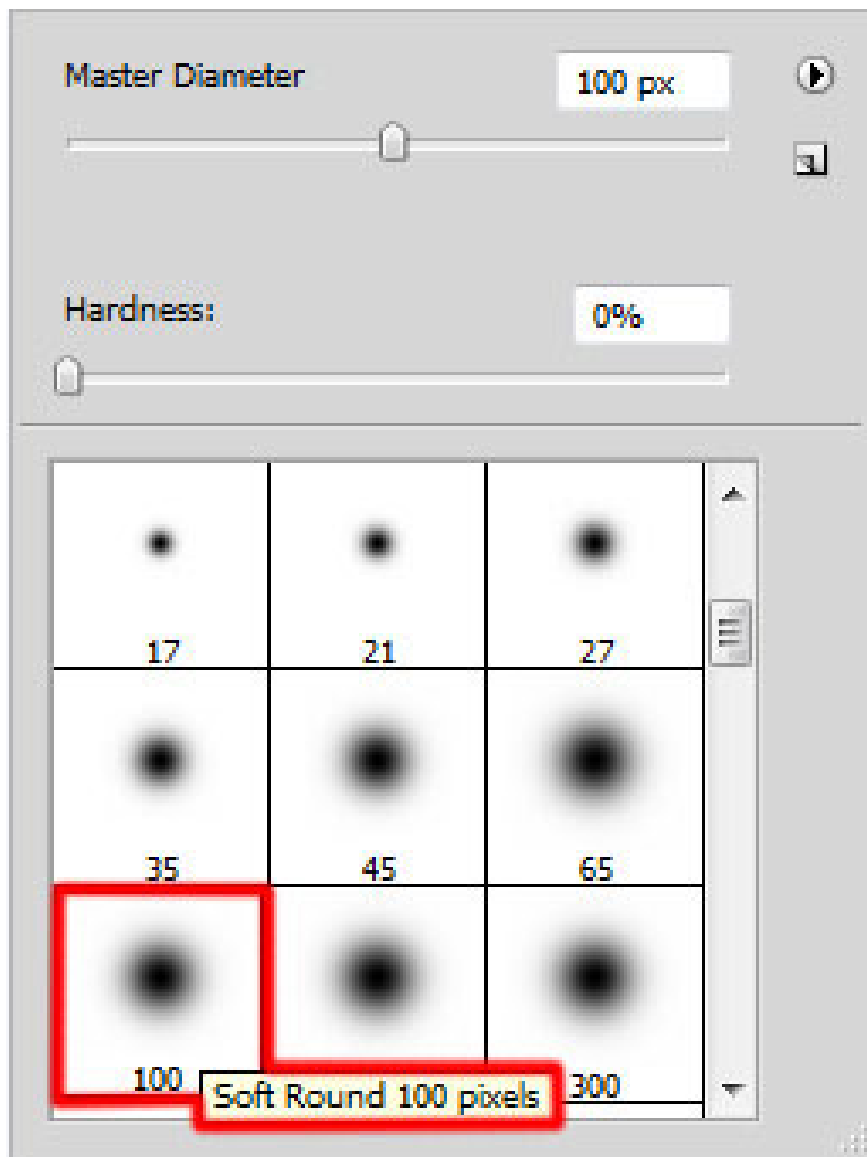 Master Diameter 100 px
Hardness: 0%
17 21 27
35 45 65
100 300
Soft Round 100 pixels